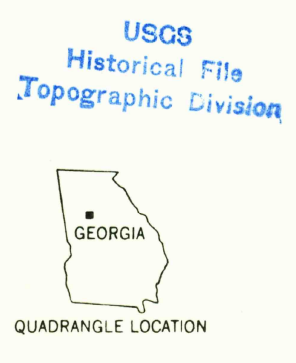 USGS
Historical File
Topographic Division
GEORGIA
QUADRANGLE LOCATION